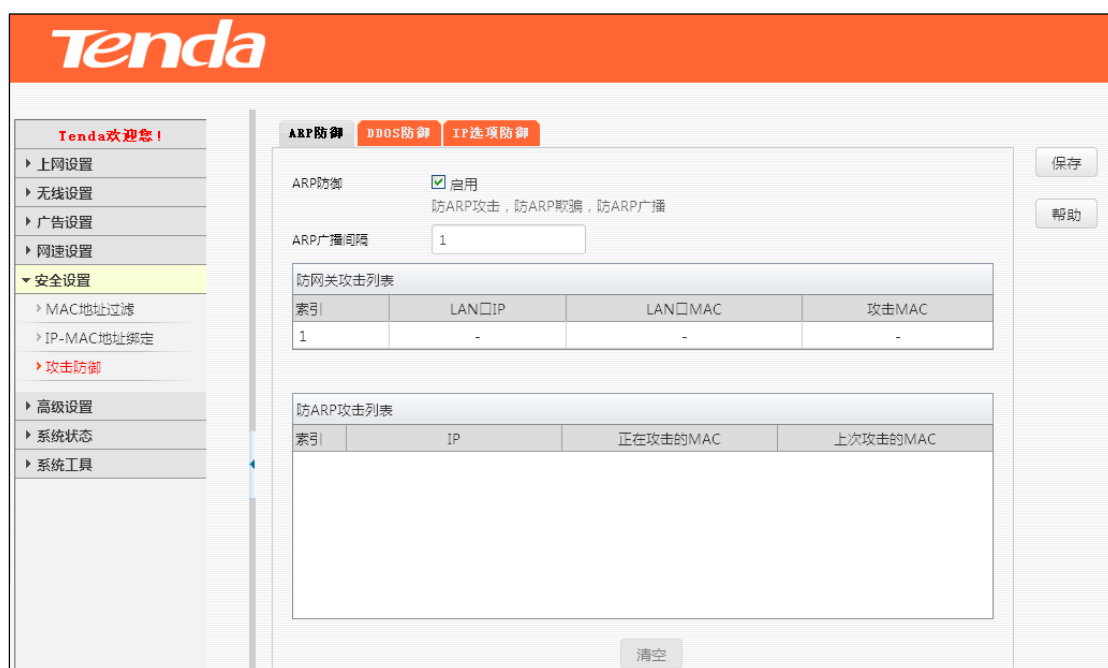 Tenda
Tenda欢迎您!
上网设置
无线设置
广告设置
网速设置
安全设置
MAC地址过滤
IP-MAC地址绑定
攻击防御
高级设置
系统状态
系统工具
ARP防御 DDOS防御 IP选项防御
ARP防御 启用
防ARP攻击，防ARP欺骗，防ARP广播
ARP广播间隔 1
防网关攻击列表
索引 LAN口IP LAN口MAC 攻击MAC
1 - - -
防ARP攻击列表
索引 IP 正在攻击的MAC 上次攻击的MAC
清空
保存
帮助